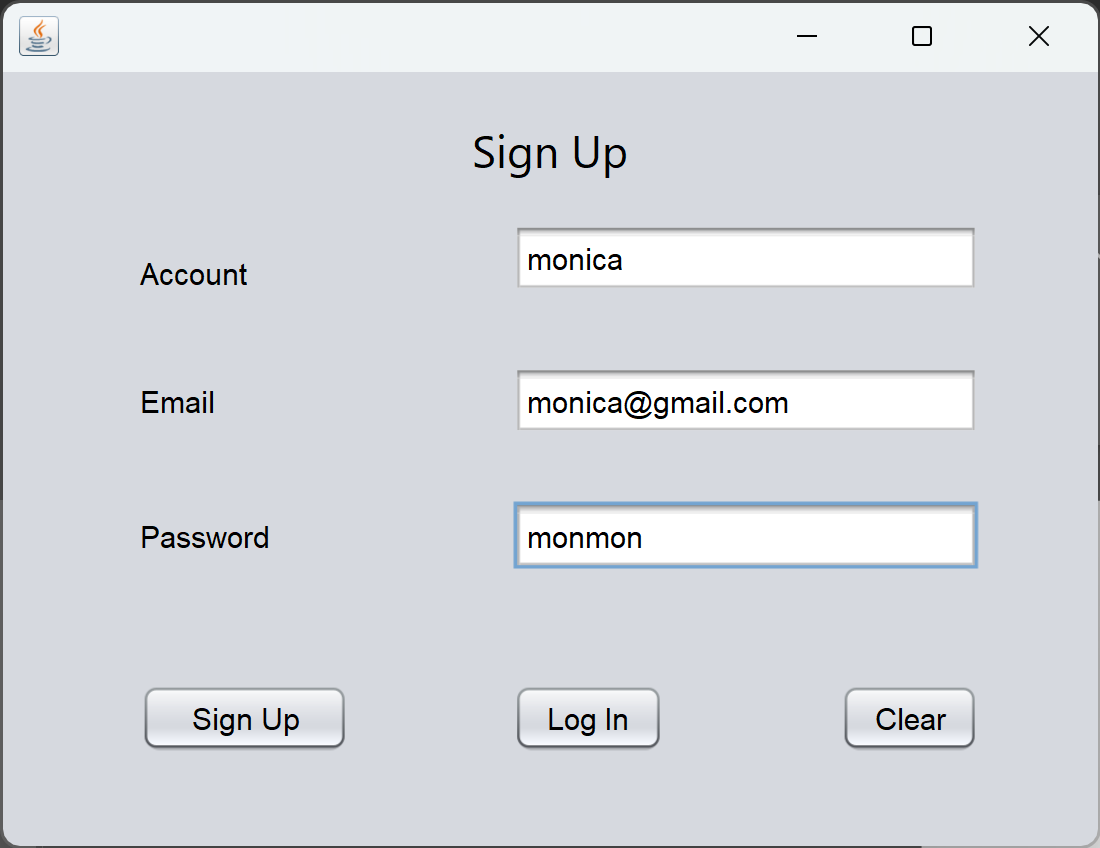 Sign Up
Account monica
Email monica@gmail.com
Password monmon
Sign Up Log In Clear